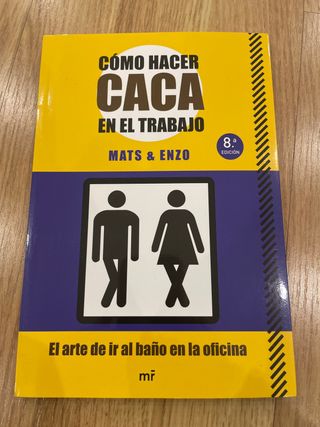 CÓMO HACER
CACA
EN EL TRABAJO
MATS & ENZO
8.ª
EDICIÓN
El arte de ir al baño en la oficina
mr̄